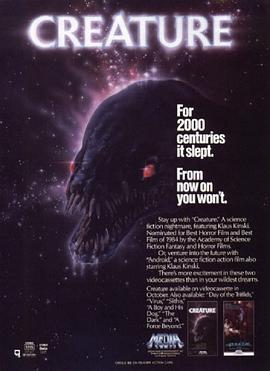 CREATURE
For
2000
centuries
it slept.
From
now on
you won't.
Stay up with "Creature." A science
fiction nightmare, featuring Klaus Kinski.
Nominated for Best Horror Film and Best
Film of 1984 by the Academy of Science
Fiction Fantasy and Horror Films.
Or, venture into the future with
"Android," a science fiction action film also
starring Klaus Kinski.
There's more excitement in these two
videocassettes than in your wildest dreams.
Creature available on videocassette in
October. Also available: "Day of the Triffids,"
"Virus," "Sliths,"
"A Boy and His
Dog," "The
Dark" and "A
Force Beyond."
MEDIA
CREATURE